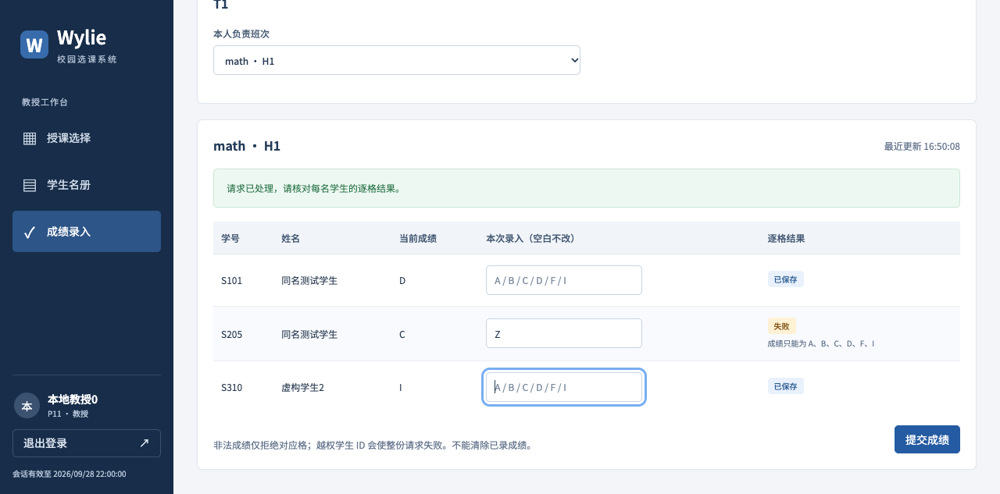 W
Wylie
校园选课系统
教授工作台
授课选择
学生名册
成绩录入
本
本地教授0
P11 · 教授
退出登录 ↗
会话有效至 2026/09/28 22:00:00
T1
本人负责班次
math · H1
math · H1
最近更新 16:50:08
请求已处理，请核对每名学生的逐格结果。
学号 姓名 当前成绩 本次录入（空白不改） 逐格结果
S101 同名测试学生 D A / B / C / D / F / I 已保存
S205 同名测试学生 C Z 失败
成绩只能为 A、B、C、D、F、I
S310 虚构学生2 I A / B / C / D / F / I 已保存
非法成绩仅拒绝对应格；越权学生 ID 会使整份请求失败。不能清除已录成绩。
提交成绩